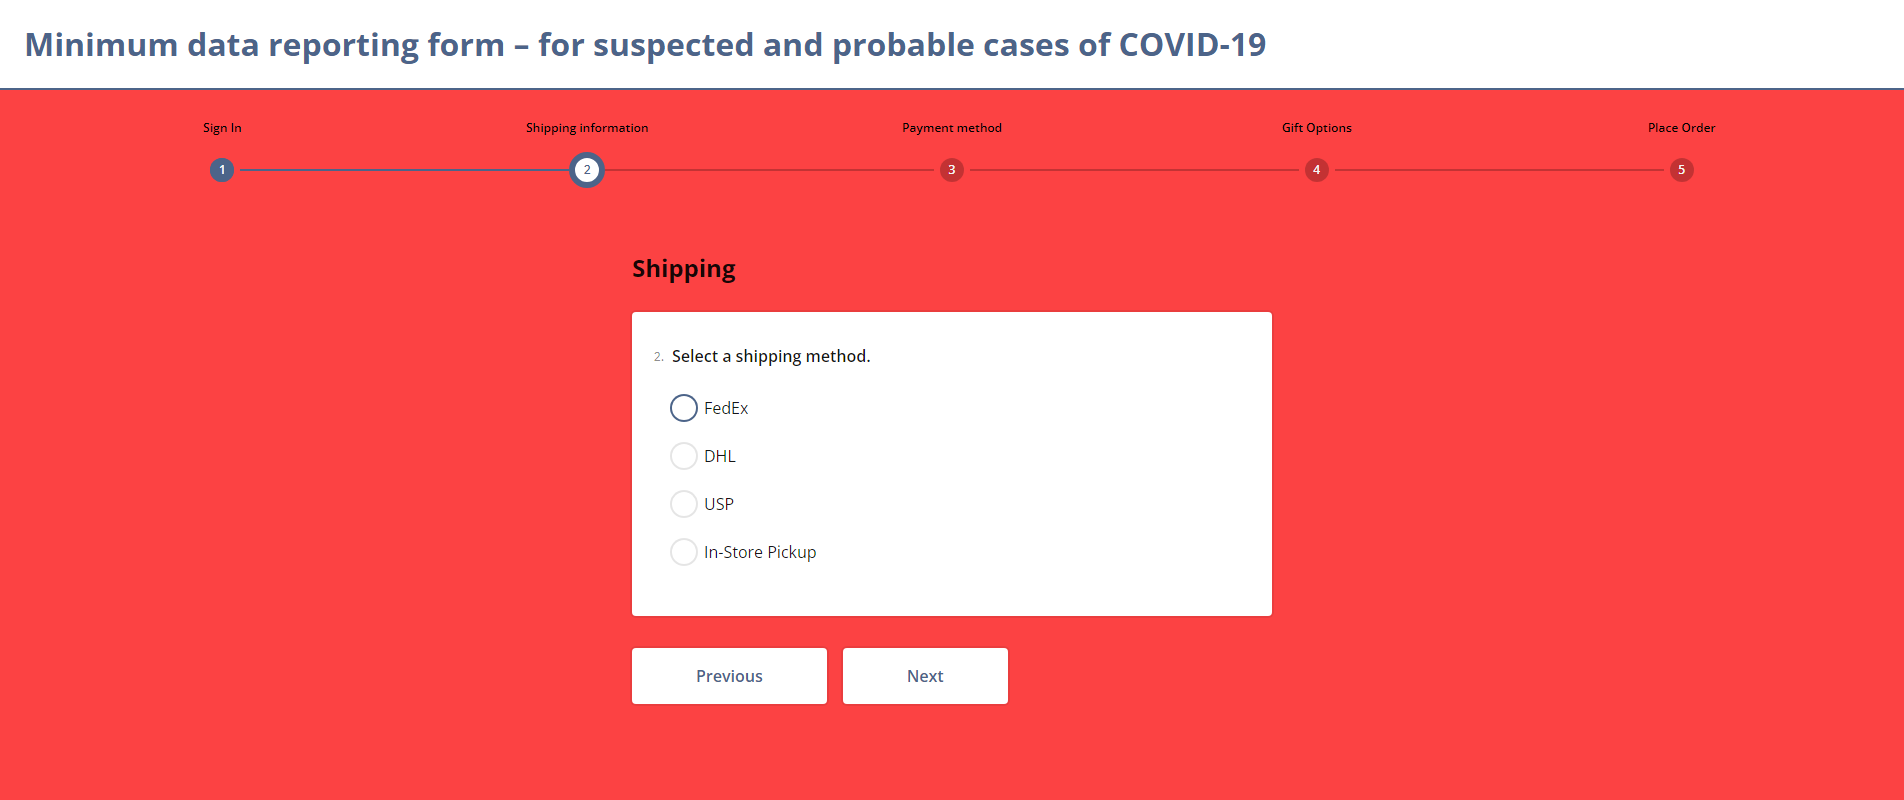 Minimum data reporting form – for suspected and probable cases of COVID-19
Sign In
Shipping information
Payment method
Gift Options
Place Order
1
2
3
4
5
Shipping
2. Select a shipping method.
FedEx
DHL
USP
In-Store Pickup
Previous
Next